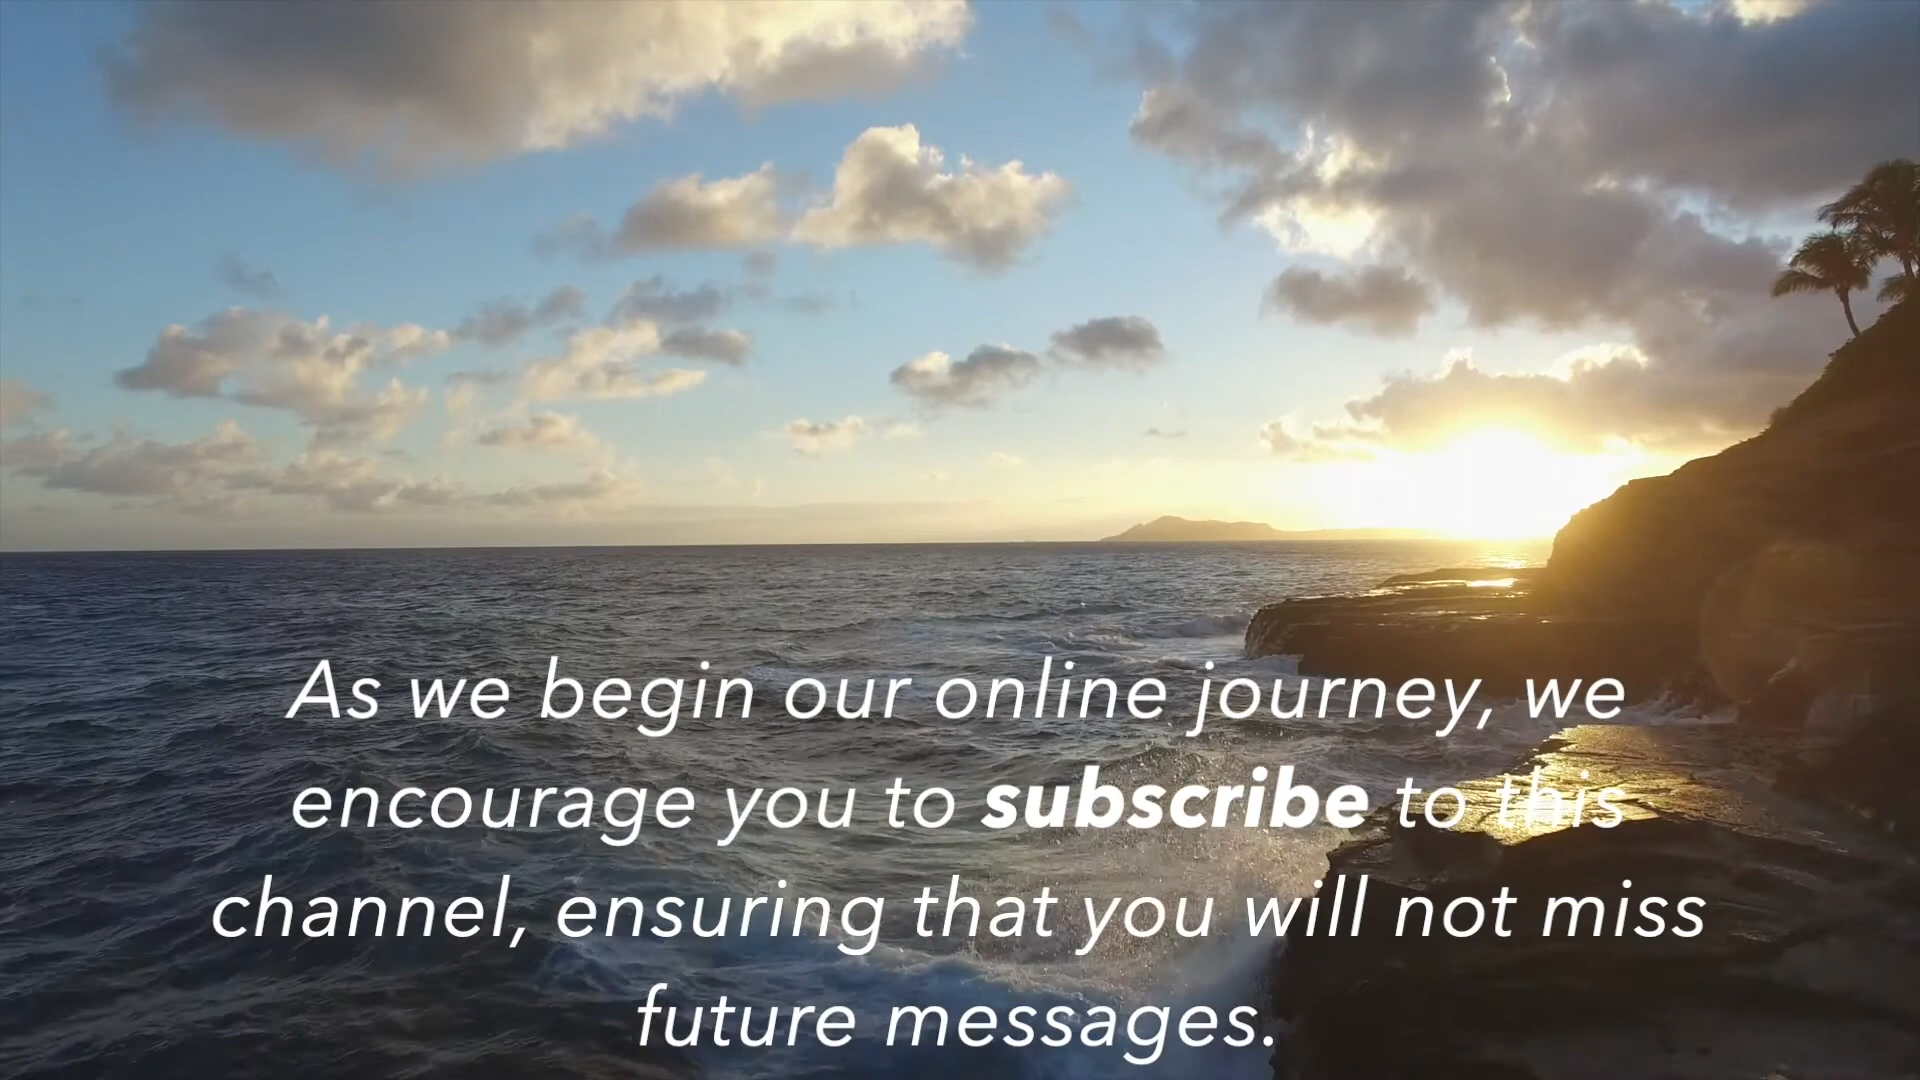 As we begin our online journey, we
encourage you to subscribe to this
channel, ensuring that you will not miss
future messages.